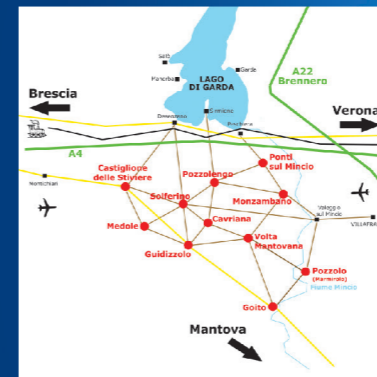 LAGO
DI GARDA
Garda
Sirmione
A22
Brennero
Brescia
Verona
A4
Castiglione
delle Stiviere
Pozzolengo
Ponti
sul Mincio
Solferino
Monzambano
Medole
Cavriana
Valeggio
sul Mincio
Volta
Mantovana
Guidizzolo
Pozzolo
(Marmirolo)
Fiume Mincio
Goito
Mantova